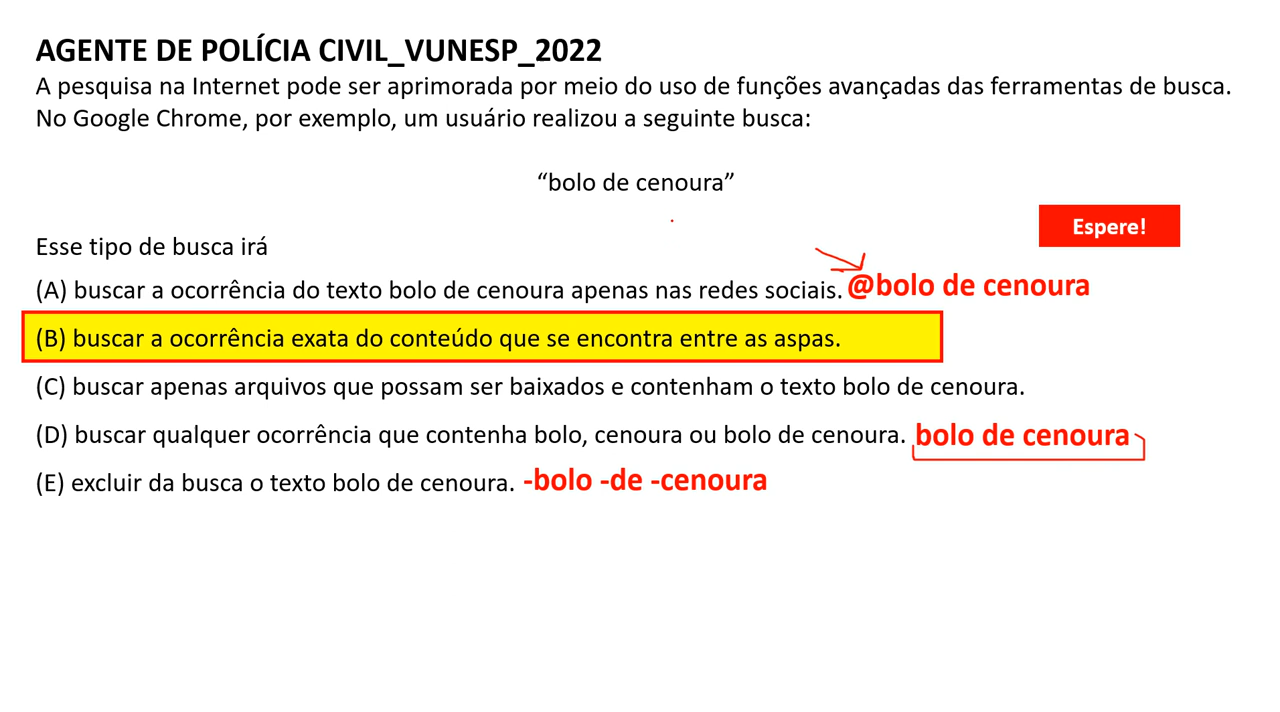 AGENTE DE POLÍCIA CIVIL_VUNESP_2022
A pesquisa na Internet pode ser aprimorada por meio do uso de funções avançadas das ferramentas de busca.
No Google Chrome, por exemplo, um usuário realizou a seguinte busca:
“bolo de cenoura”
Espere!
Esse tipo de busca irá
(A) buscar a ocorrência do texto bolo de cenoura apenas nas redes sociais. @bolo de cenoura
(B) buscar a ocorrência exata do conteúdo que se encontra entre as aspas.
(C) buscar apenas arquivos que possam ser baixados e contenham o texto bolo de cenoura.
(D) buscar qualquer ocorrência que contenha bolo, cenoura ou bolo de cenoura. bolo de cenoura
(E) excluir da busca o texto bolo de cenoura. -bolo -de -cenoura